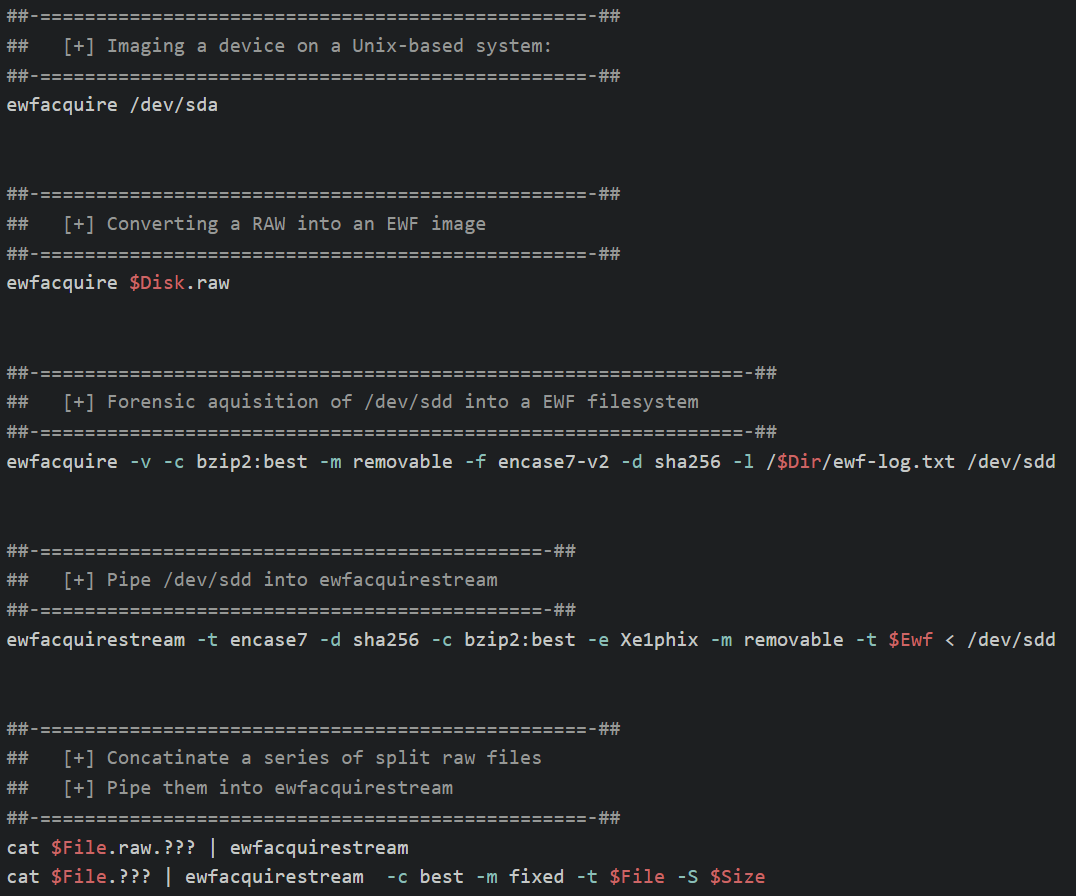 ##-=================================================-##
##   [+] Imaging a device on a Unix-based system:
##-=================================================-##
ewfacquire /dev/sda
##-=================================================-##
##   [+] Converting a RAW into an EWF image
##-=================================================-##
ewfacquire $Disk.raw
##-===============================================================-##
##   [+] Forensic aquisition of /dev/sdd into a EWF filesystem
##-===============================================================-##
ewfacquire -v -c bzip2:best -m removable -f encase7-v2 -d sha256 -l /$Dir/ewf-log.txt /dev/sdd
##-=============================================-##
##   [+] Pipe /dev/sdd into ewfacquirestream
##-=============================================-##
ewfacquirestream -t encase7 -d sha256 -c bzip2:best -e Xe1phix -m removable -t $Ewf < /dev/sdd
##-=================================================-##
##   [+] Concatinate a series of split raw files
##   [+] Pipe them into ewfacquirestream
##-=================================================-##
cat $File.raw.??? | ewfacquirestream
cat $File.??? | ewfacquirestream  -c best -m fixed -t $File -S $Size